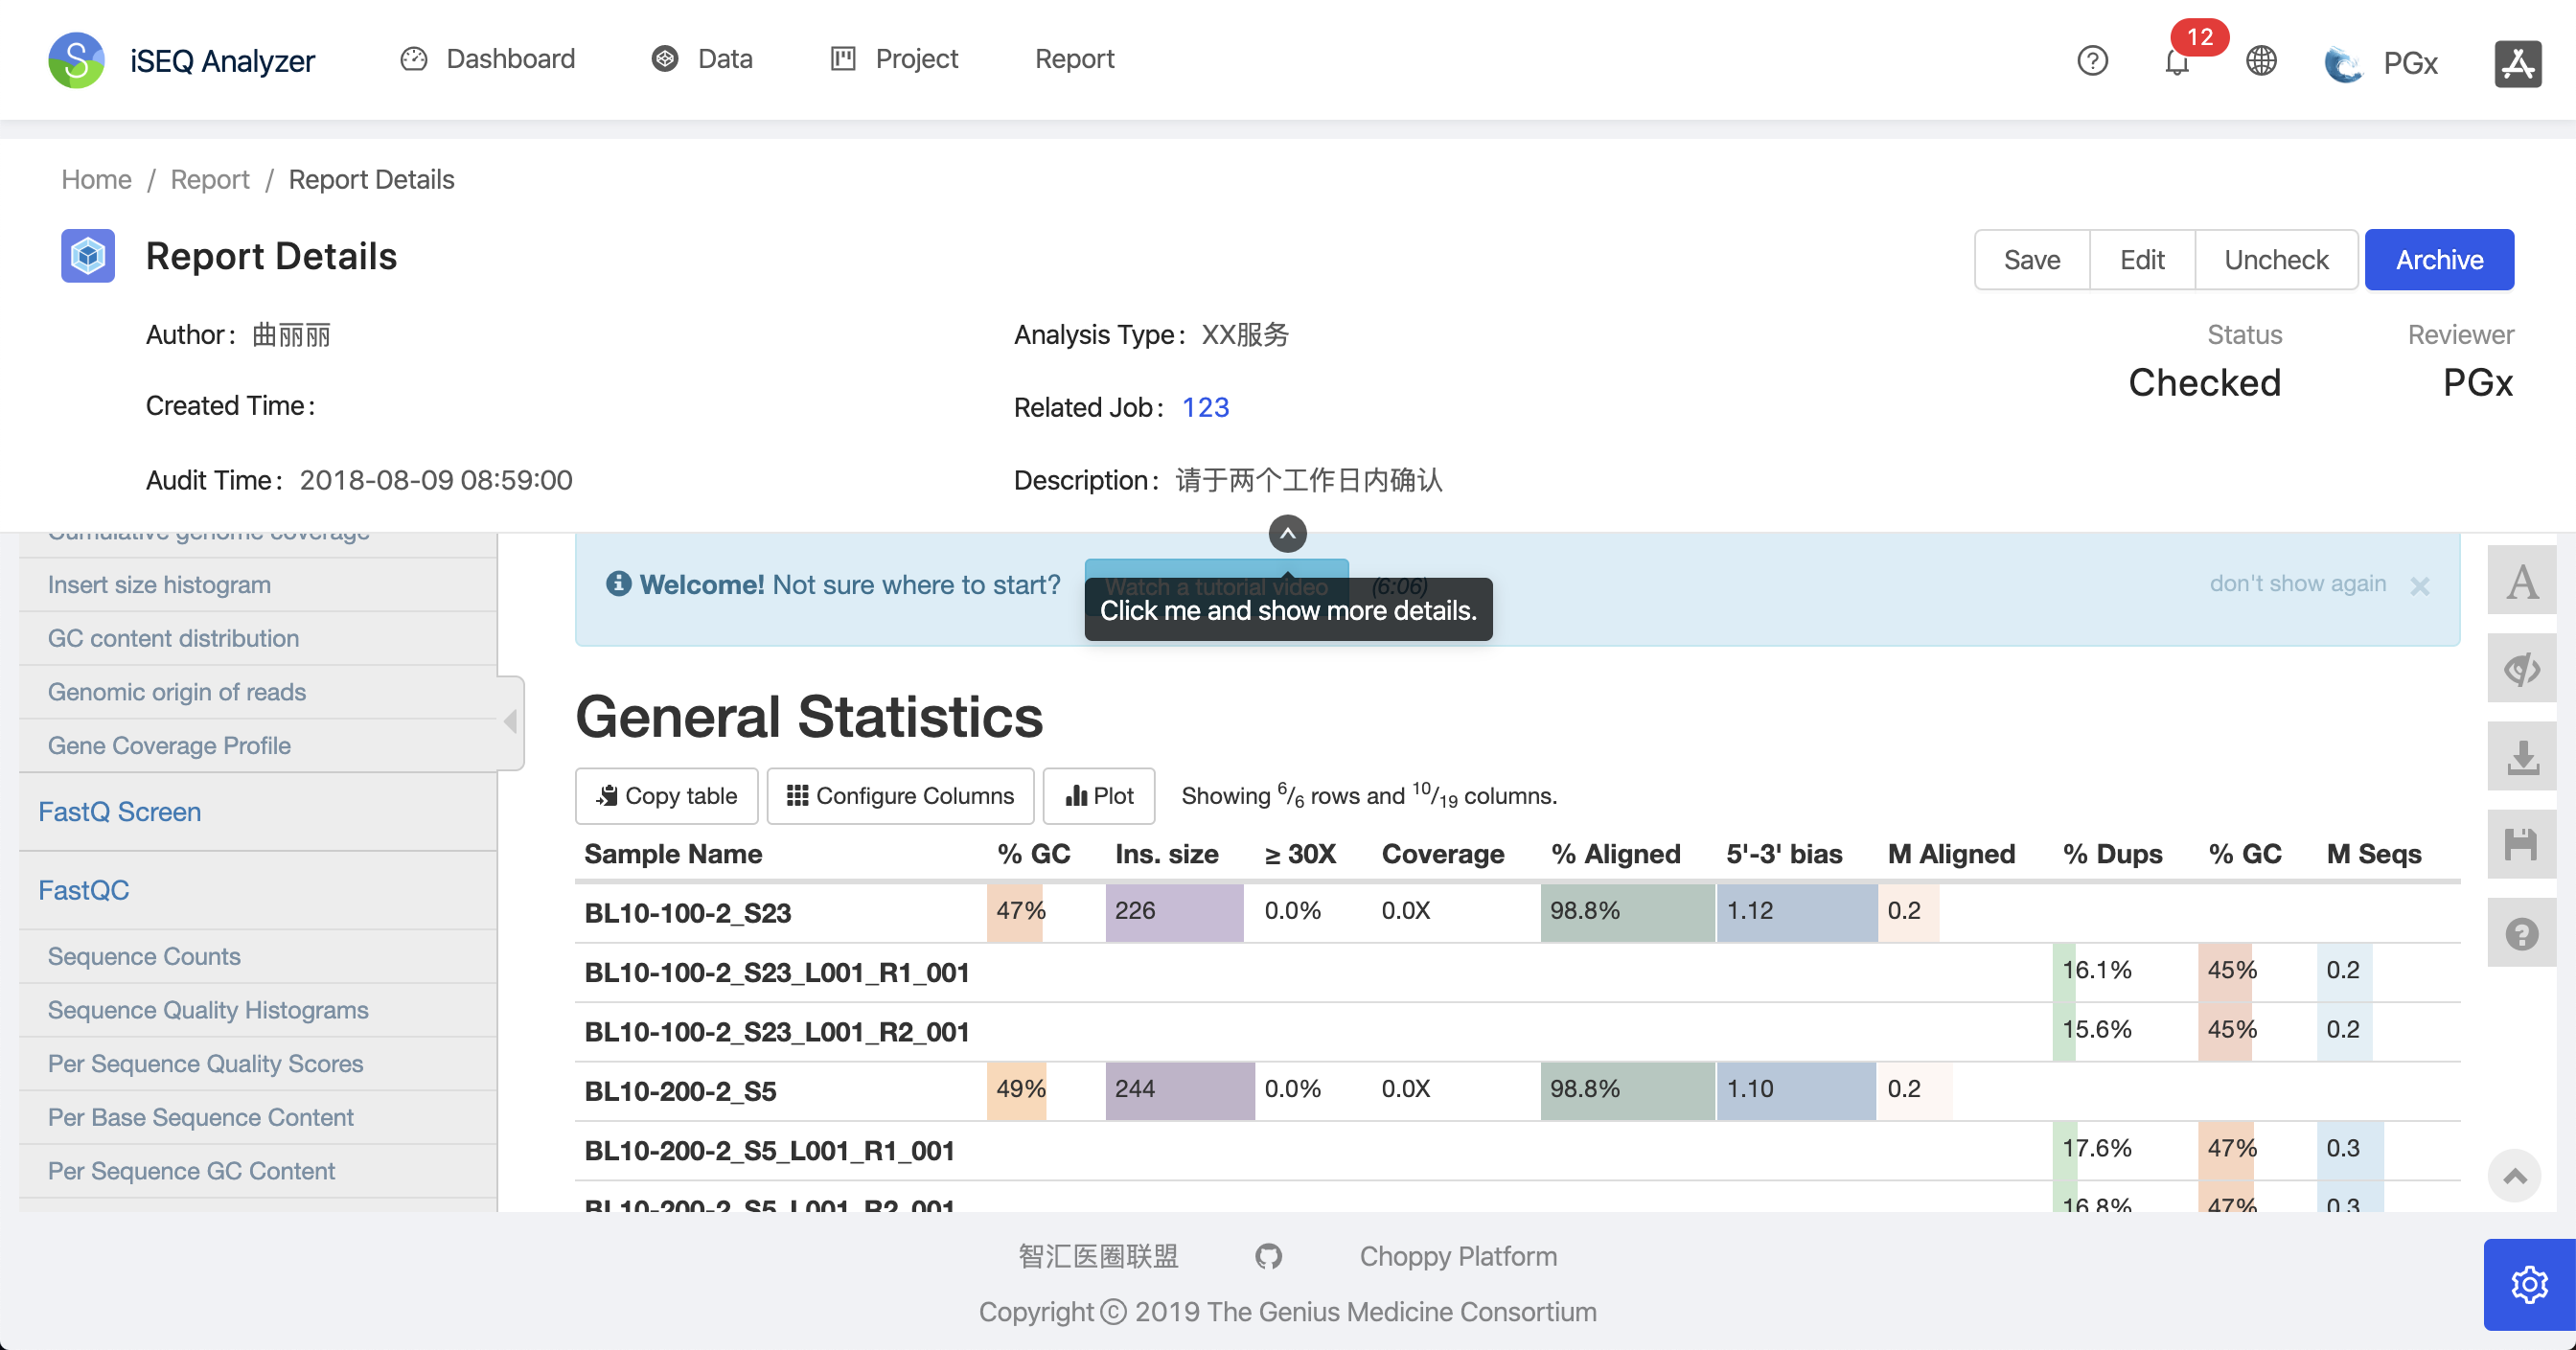 iSEQ Analyzer Dashboard Data Project Report 12 PGx
Home / Report / Report Details
Report Details Save Edit Uncheck Archive
Author: 曲丽丽 Analysis Type: XX服务 Status Reviewer
Created Time: Related Job: 123 Checked PGx
Audit Time: 2018-08-09 08:59:00 Description: 请于两个工作日内确认
Cumulative genome coverage
Insert size histogram
GC content distribution
Genomic origin of reads
Gene Coverage Profile
FastQ Screen
FastQC
Sequence Counts
Sequence Quality Histograms
Per Sequence Quality Scores
Per Base Sequence Content
Per Sequence GC Content
Welcome! Not sure where to start? Watch a tutorial video (6:06) don't show again ×
Click me and show more details.
General Statistics
Copy table Configure Columns Plot Showing 6/6 rows and 10/19 columns.
Sample Name % GC Ins. size ≥ 30X Coverage % Aligned 5'-3' bias M Aligned % Dups % GC M Seqs
BL10-100-2_S23 47% 226 0.0% 0.0X 98.8% 1.12 0.2
BL10-100-2_S23_L001_R1_001 16.1% 45% 0.2
BL10-100-2_S23_L001_R2_001 15.6% 45% 0.2
BL10-200-2_S5 49% 244 0.0% 0.0X 98.8% 1.10 0.2
BL10-200-2_S5_L001_R1_001 17.6% 47% 0.3
BL10-200-2_S5_L001_R2_001 16.8% 47% 0.3
智汇医圈联盟 Choppy Platform
Copyright © 2019 The Genius Medicine Consortium